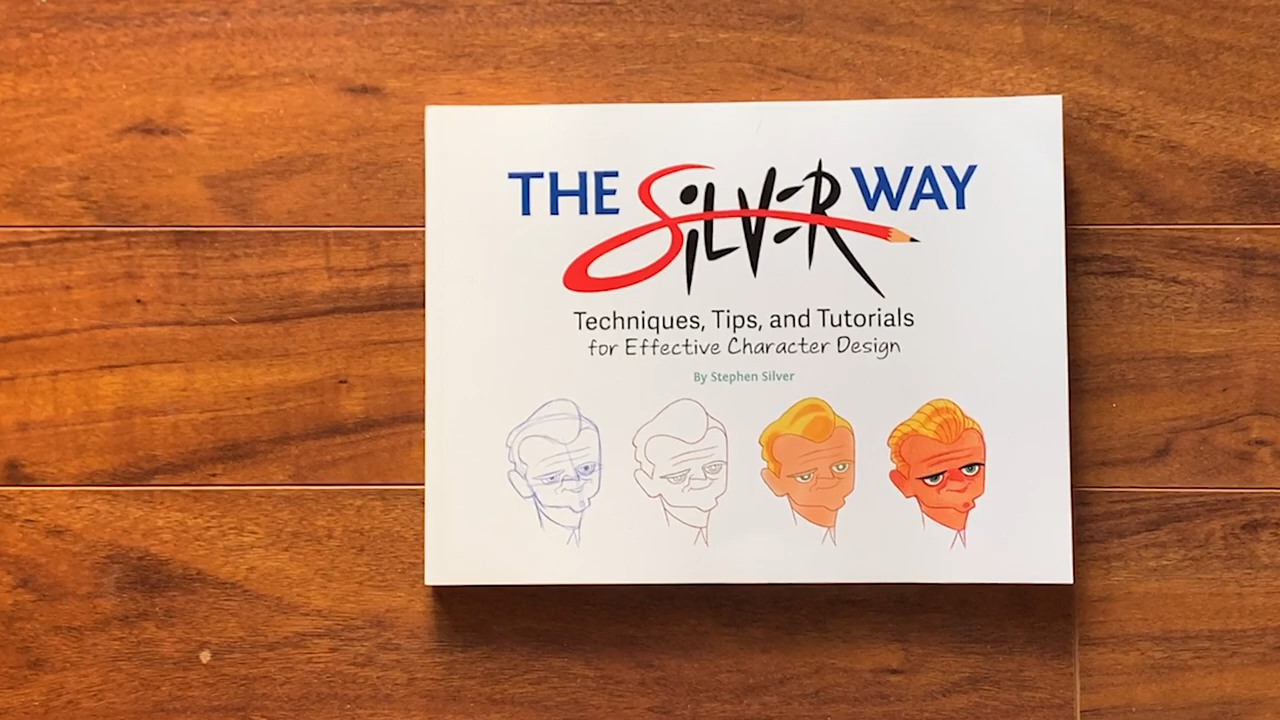 THE SiLVER WAY
Techniques, Tips, and Tutorials
for Effective Character Design
By Stephen Silver